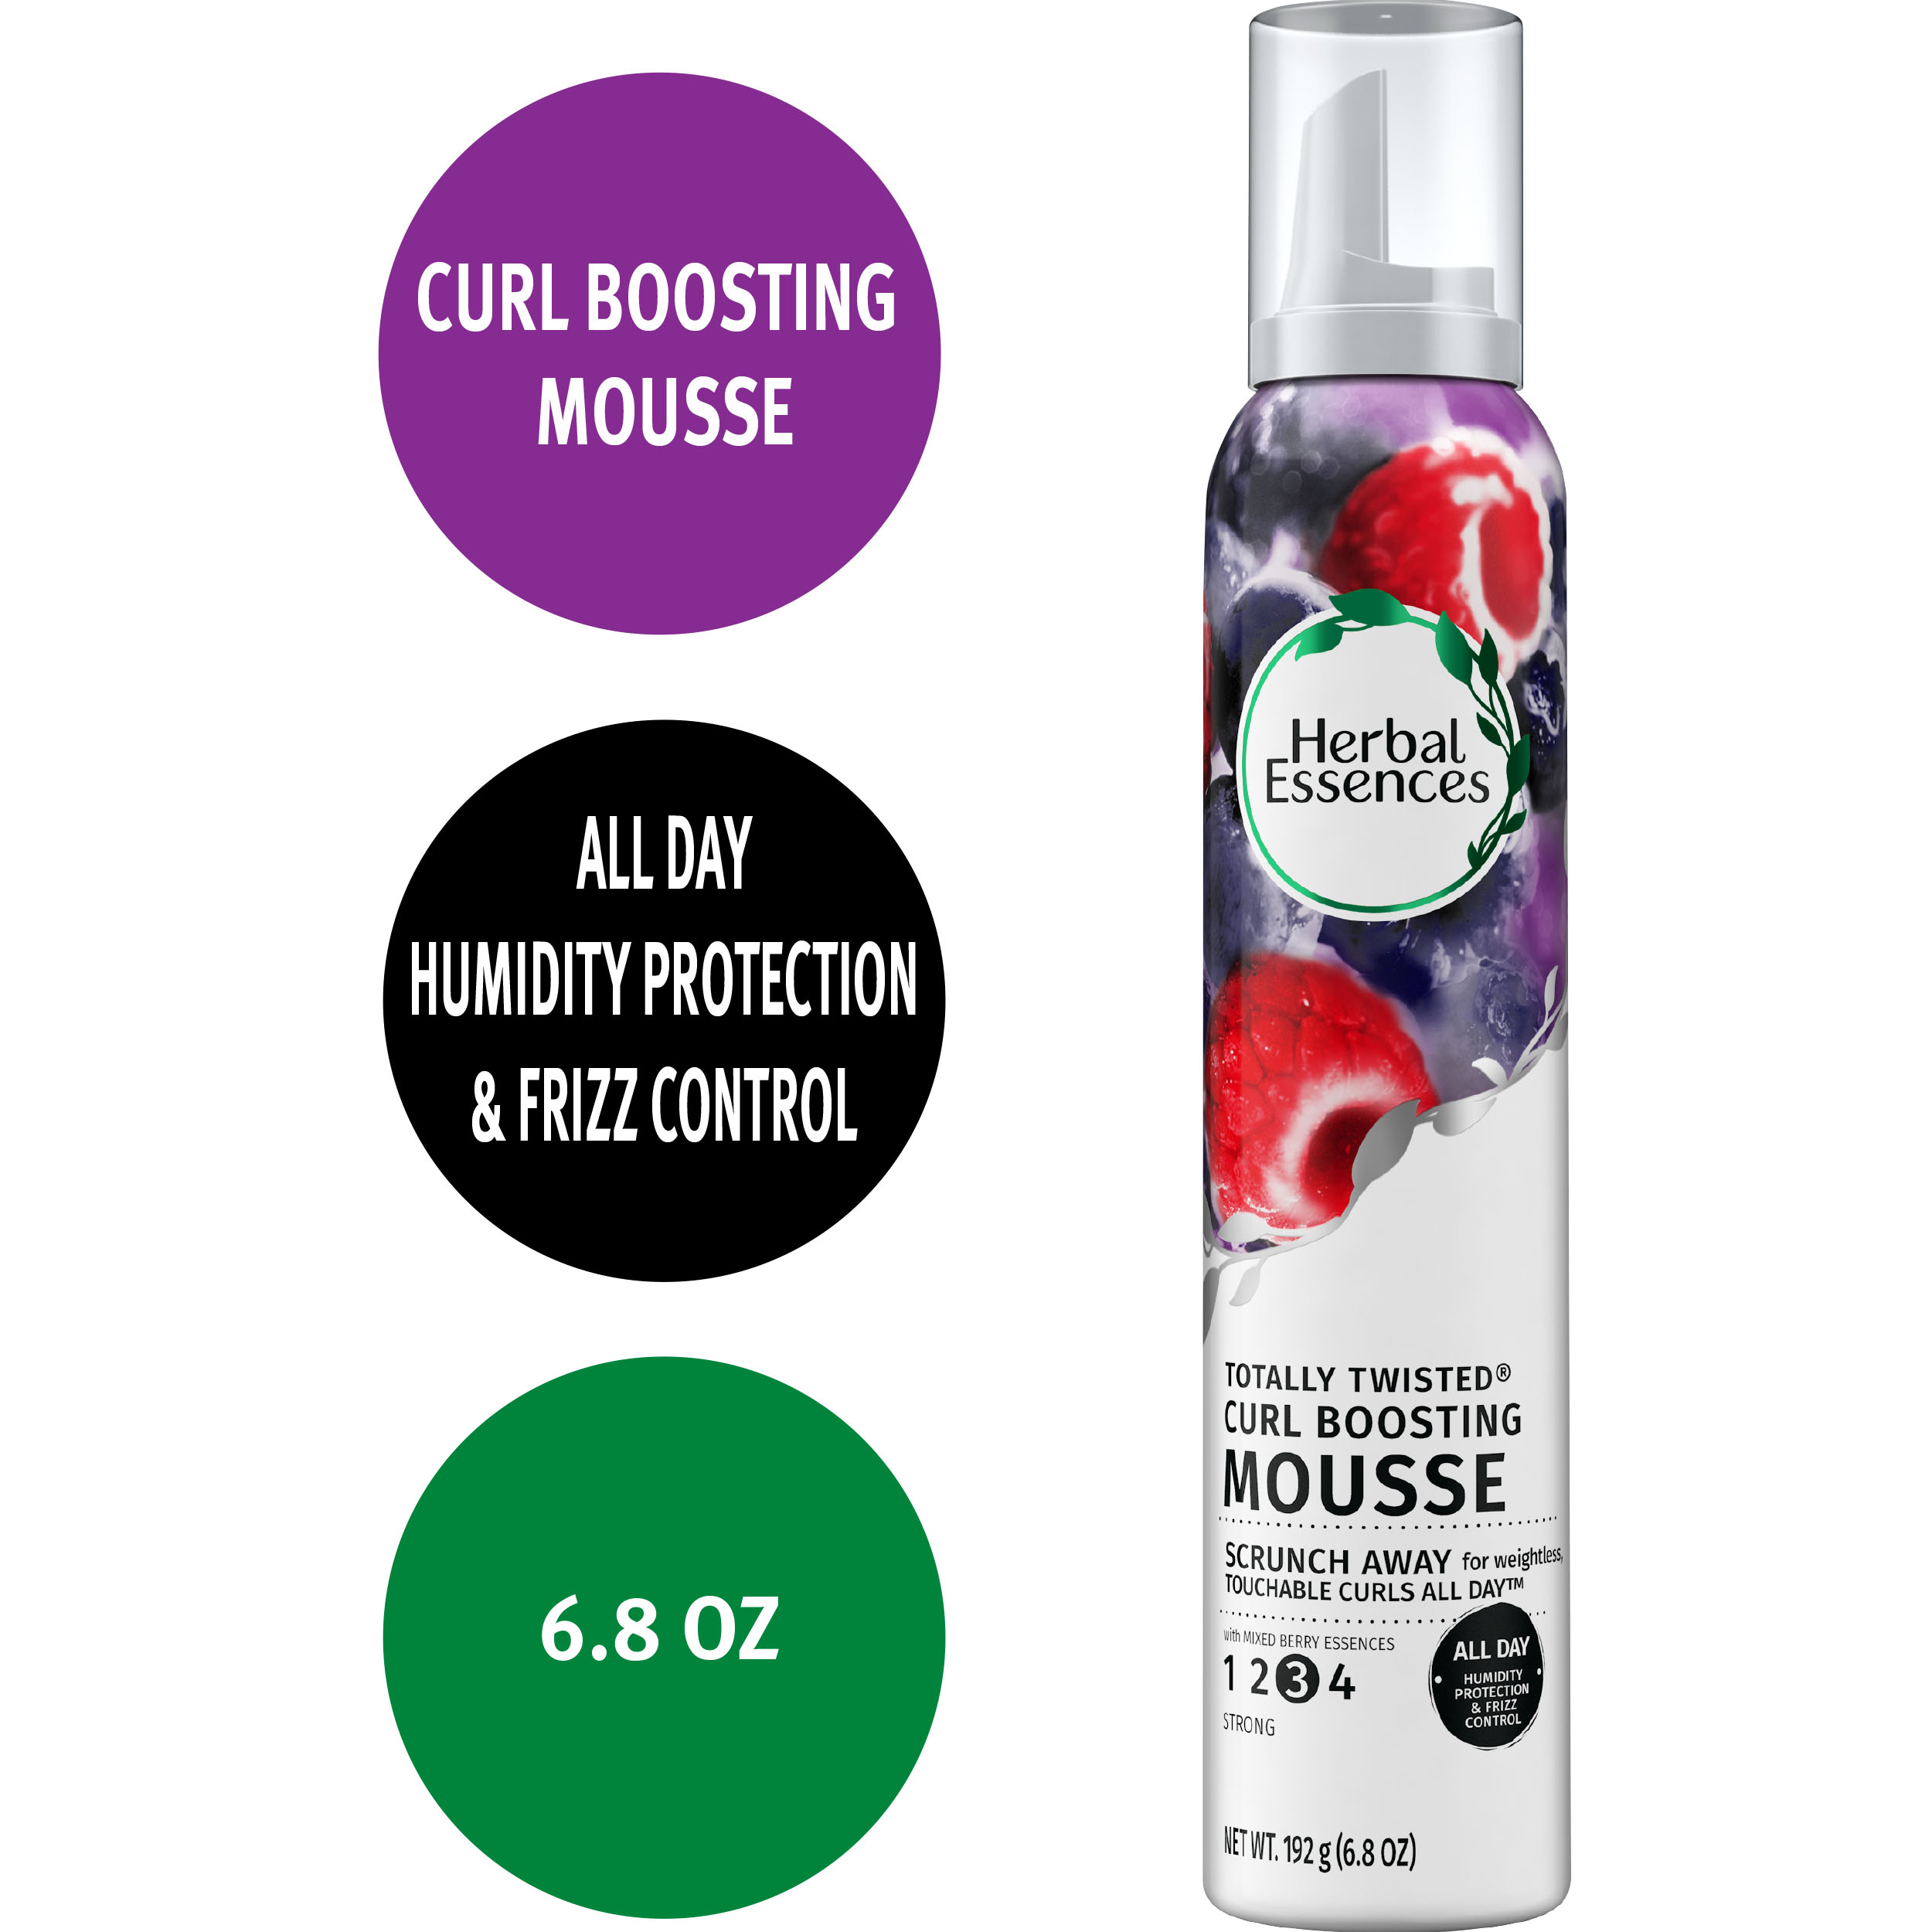 CURL BOOSTING
MOUSSE
ALL DAY
HUMIDITY PROTECTION
& FRIZZ CONTROL
6.8 OZ
Herbal
Essences
TOTALLY TWISTED®
CURL BOOSTING
MOUSSE
SCRUNCH AWAY for weightless,
TOUCHABLE CURLS ALL DAY™
with MIXED BERRY ESSENCES
1 2 3 4
STRONG
ALL DAY
HUMIDITY
PROTECTION
& FRIZZ
CONTROL
NET WT. 192 g (6.8 OZ)